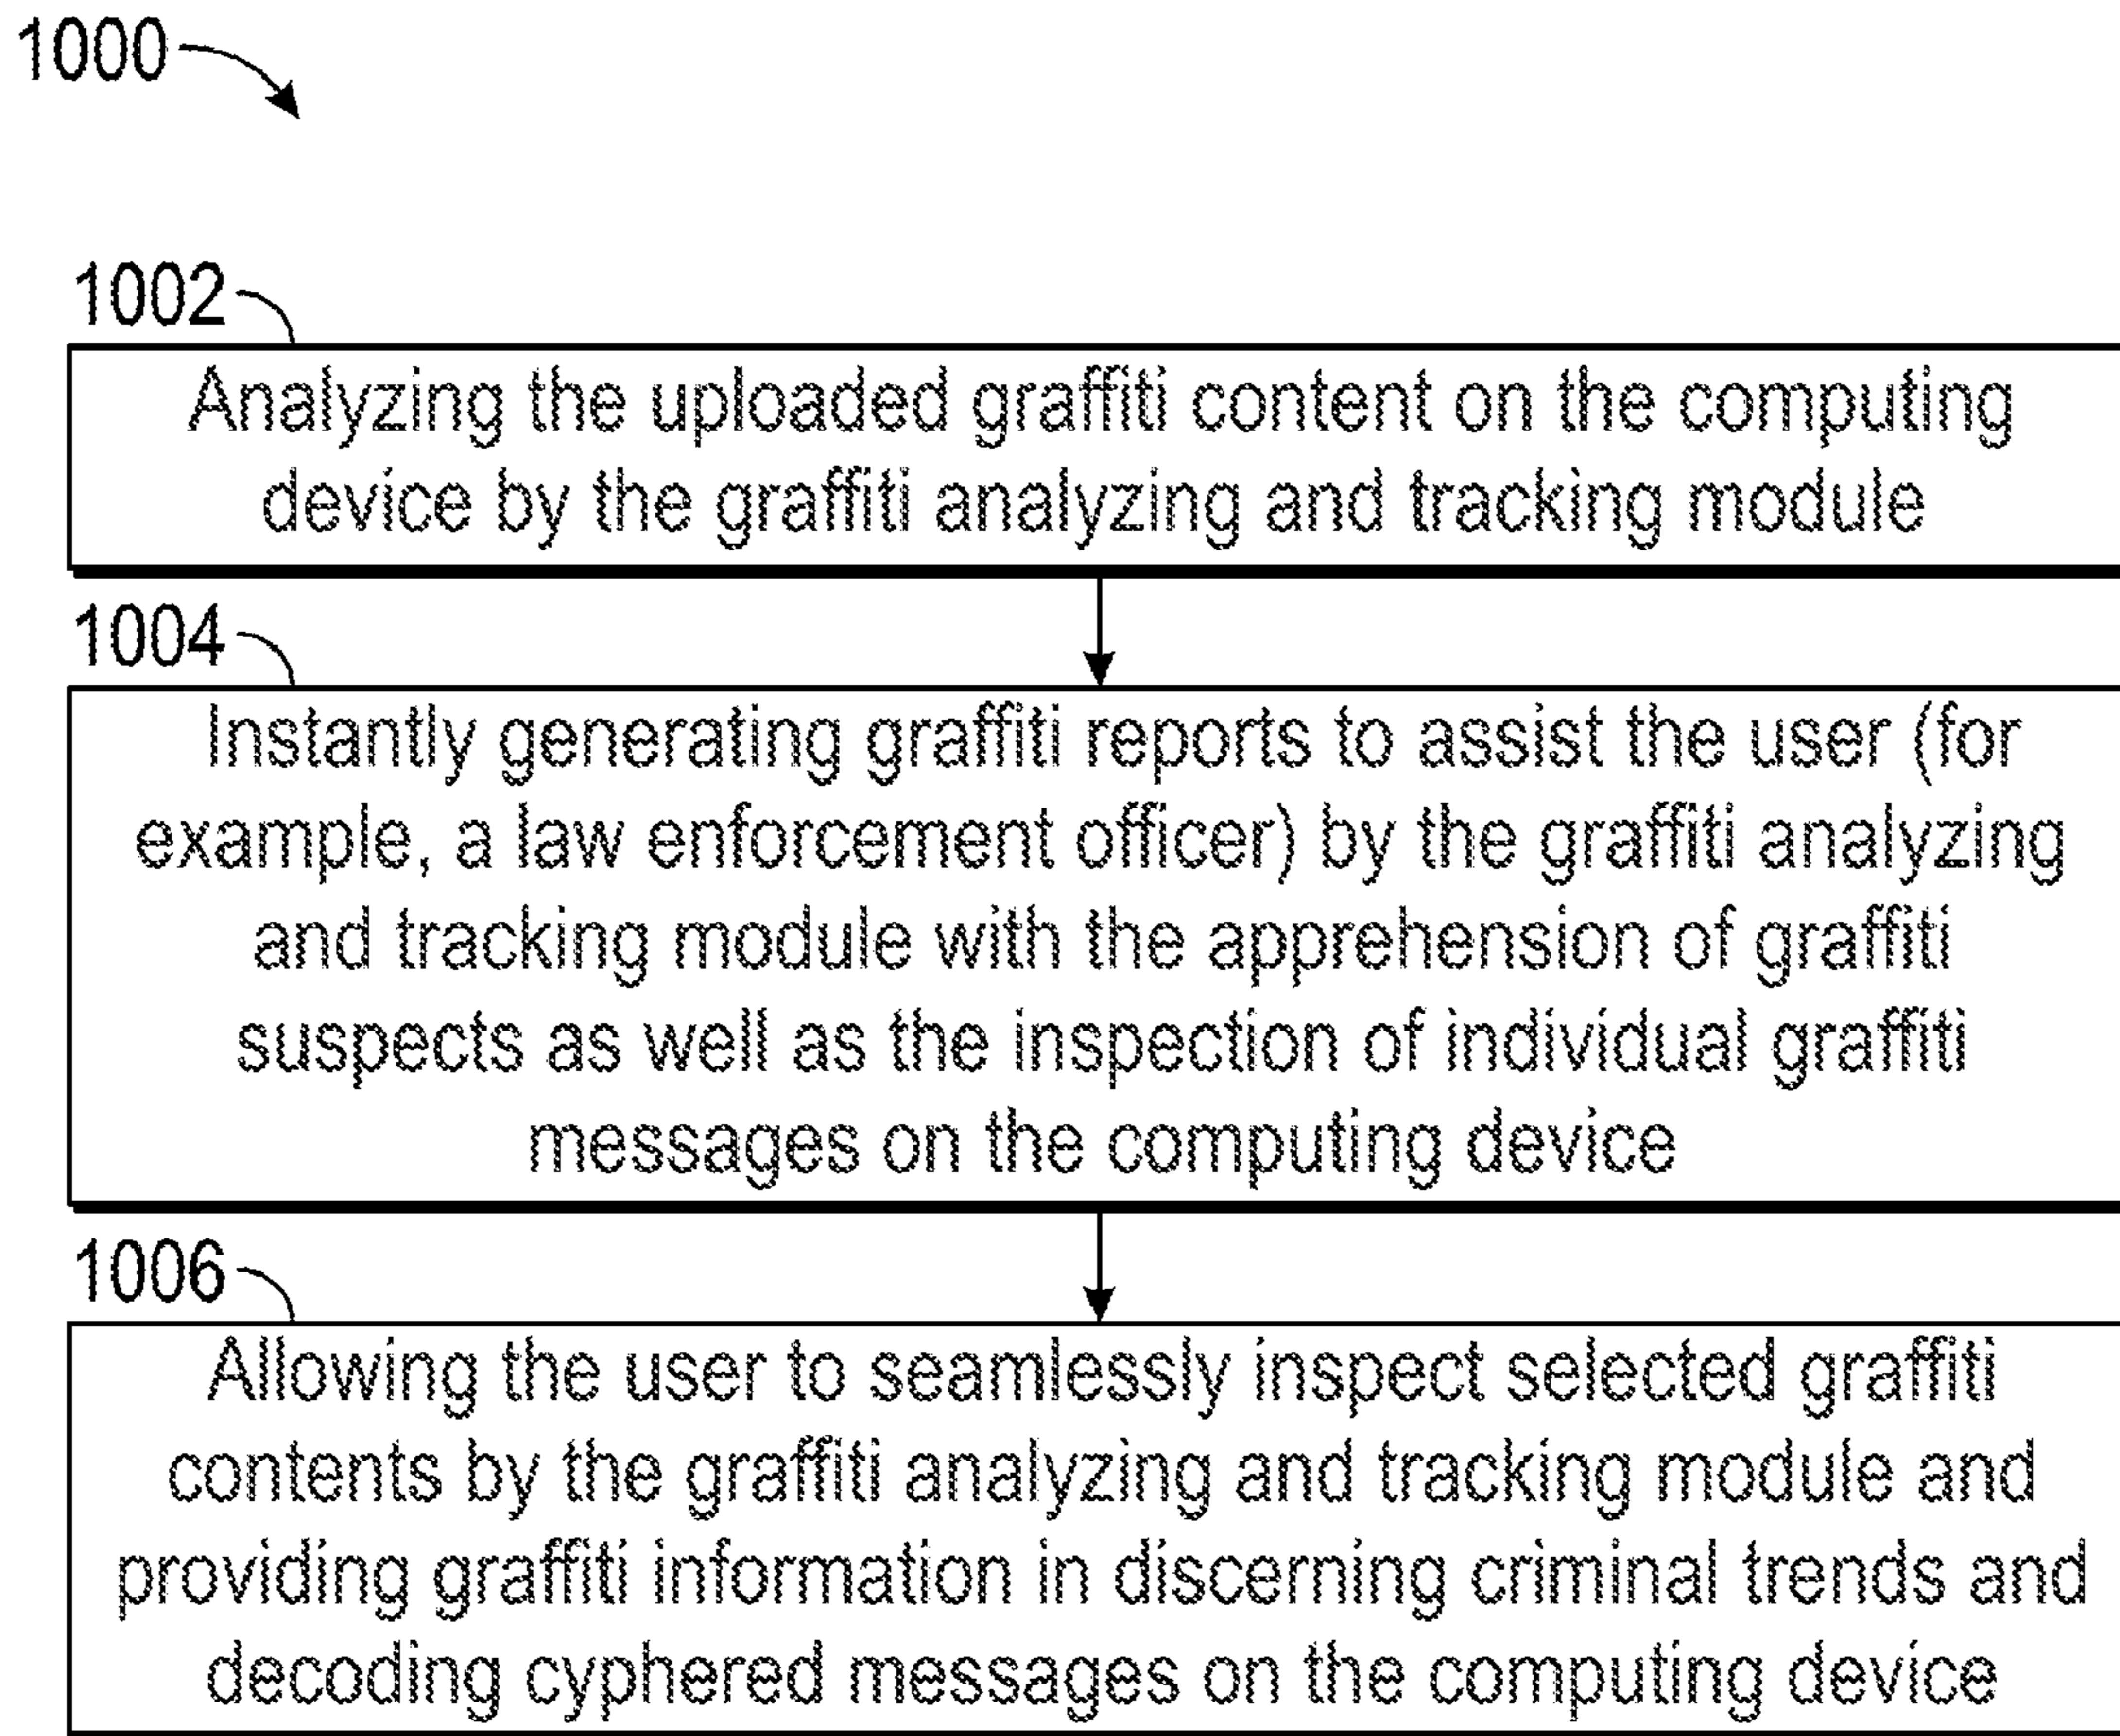 1000
1002
Analyzing the uploaded graffiti content on the computing
device by the graffiti analyzing and tracking module
1004
Instantly generating graffiti reports to assist the user (for
example, a law enforcement officer) by the graffiti analyzing
and tracking module with the apprehension of graffiti
suspects as well as the inspection of individual graffiti
messages on the computing device
1006
Allowing the user to seamlessly inspect selected graffiti
contents by the graffiti analyzing and tracking module and
providing graffiti information in discerning criminal trends and
decoding cyphered messages on the computing device